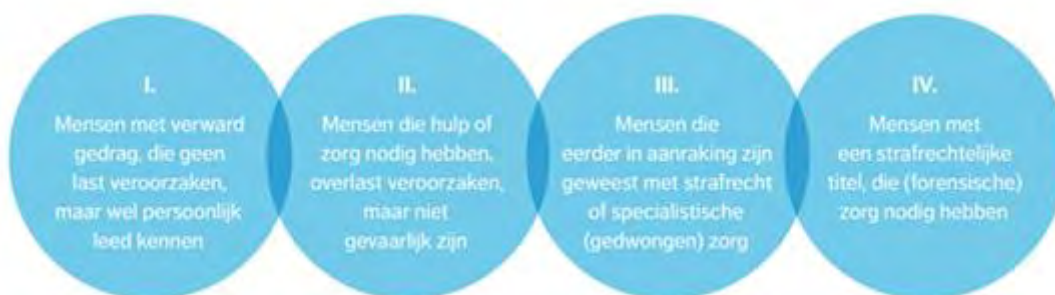 I.
Mensen met verward
gedrag, die geen
last veroorzaken,
maar wel persoonlijk
leed kennen
II.
Mensen die hulp of
zorg nodig hebben,
overlast veroorzaken,
maar niet
gevaarlijk zijn
III.
Mensen die
eerder in aanraking zijn
geweest met strafrecht
of specialistische
(gedwongen) zorg
IV.
Mensen met
een strafrechtelijke
titel, die (forensische)
zorg nodig hebben